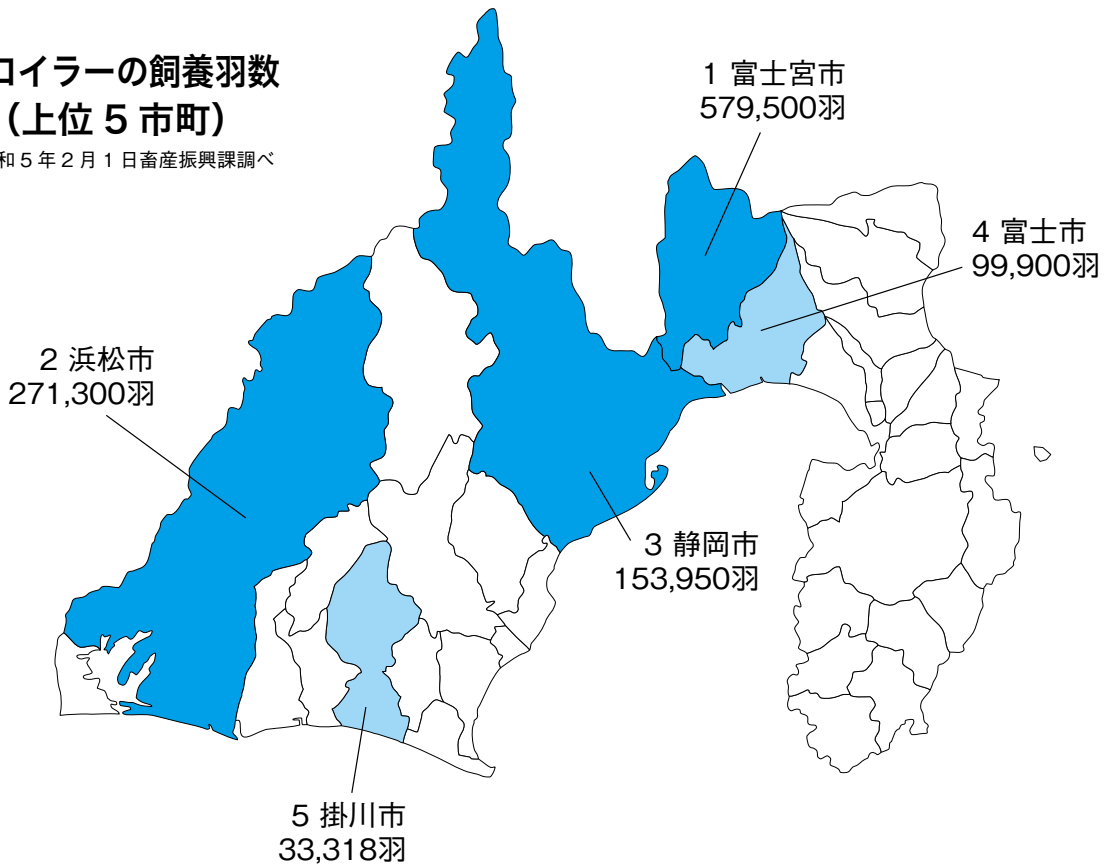 ロイラーの飼養羽数
（上位 5 市町）
和５年２月１日畜産振興課調べ
1 富士宮市
579,500羽
4 富士市
99,900羽
2 浜松市
271,300羽
3 静岡市
153,950羽
5 掛川市
33,318羽